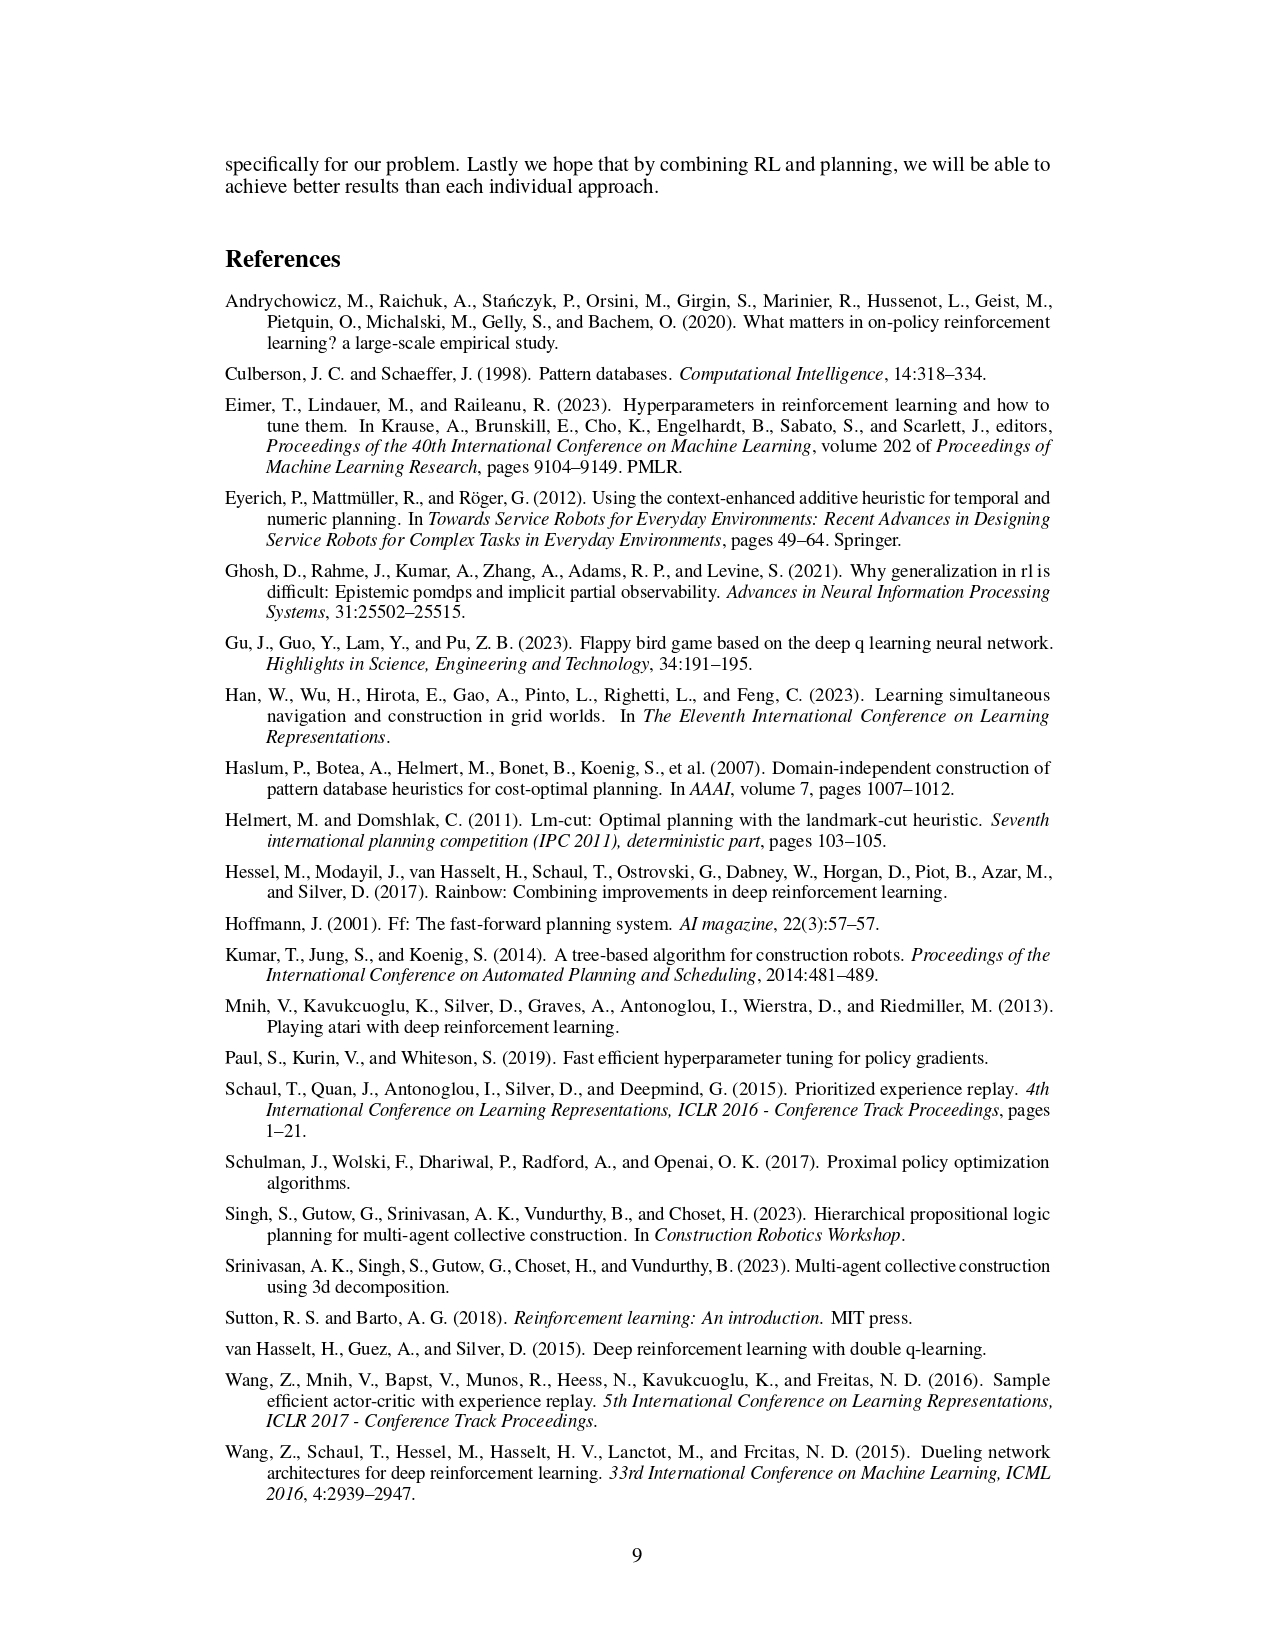 specifically for our problem. Lastly we hope that by combining RL and planning, we will be able to
achieve better results than each individual approach.
References
Andrychowicz, M., Raichuk, A., Stańczyk, P., Orsini, M., Girgin, S., Marinier, R., Hussenot, L., Geist, M.,
Pietquin, O., Michalski, M., Gelly, S., and Bachem, O. (2020). What matters in on-policy reinforcement
learning? a large-scale empirical study.
Culberson, J. C. and Schaeffer, J. (1998). Pattern databases. Computational Intelligence, 14:318–334.
Eimer, T., Lindauer, M., and Raileanu, R. (2023). Hyperparameters in reinforcement learning and how to
tune them. In Krause, A., Brunskill, E., Cho, K., Engelhardt, B., Sabato, S., and Scarlett, J., editors,
Proceedings of the 40th International Conference on Machine Learning, volume 202 of Proceedings of
Machine Learning Research, pages 9104–9149. PMLR.
Eyerich, P., Mattmüller, R., and Röger, G. (2012). Using the context-enhanced additive heuristic for temporal and
numeric planning. In Towards Service Robots for Everyday Environments: Recent Advances in Designing
Service Robots for Complex Tasks in Everyday Environments, pages 49–64. Springer.
Ghosh, D., Rahme, J., Kumar, A., Zhang, A., Adams, R. P., and Levine, S. (2021). Why generalization in rl is
difficult: Epistemic pomdps and implicit partial observability. Advances in Neural Information Processing
Systems, 31:25502–25515.
Gu, J., Guo, Y., Lam, Y., and Pu, Z. B. (2023). Flappy bird game based on the deep q learning neural network.
Highlights in Science, Engineering and Technology, 34:191–195.
Han, W., Wu, H., Hirota, E., Gao, A., Pinto, L., Righetti, L., and Feng, C. (2023). Learning simultaneous
navigation and construction in grid worlds. In The Eleventh International Conference on Learning
Representations.
Haslum, P., Botea, A., Helmert, M., Bonet, B., Koenig, S., et al. (2007). Domain-independent construction of
pattern database heuristics for cost-optimal planning. In AAAI, volume 7, pages 1007–1012.
Helmert, M. and Domshlak, C. (2011). Lm-cut: Optimal planning with the landmark-cut heuristic. Seventh
international planning competition (IPC 2011), deterministic part, pages 103–105.
Hessel, M., Modayil, J., van Hasselt, H., Schaul, T., Ostrovski, G., Dabney, W., Horgan, D., Piot, B., Azar, M.,
and Silver, D. (2017). Rainbow: Combining improvements in deep reinforcement learning.
Hoffmann, J. (2001). Ff: The fast-forward planning system. AI magazine, 22(3):57–57.
Kumar, T., Jung, S., and Koenig, S. (2014). A tree-based algorithm for construction robots. Proceedings of the
International Conference on Automated Planning and Scheduling, 2014:481–489.
Mnih, V., Kavukcuoglu, K., Silver, D., Graves, A., Antonoglou, I., Wierstra, D., and Riedmiller, M. (2013).
Playing atari with deep reinforcement learning.
Paul, S., Kurin, V., and Whiteson, S. (2019). Fast efficient hyperparameter tuning for policy gradients.
Schaul, T., Quan, J., Antonoglou, I., Silver, D., and Deepmind, G. (2015). Prioritized experience replay. 4th
International Conference on Learning Representations, ICLR 2016 - Conference Track Proceedings, pages
1–21.
Schulman, J., Wolski, F., Dhariwal, P., Radford, A., and Openai, O. K. (2017). Proximal policy optimization
algorithms.
Singh, S., Gutow, G., Srinivasan, A. K., Vundurthy, B., and Choset, H. (2023). Hierarchical propositional logic
planning for multi-agent collective construction. In Construction Robotics Workshop.
Srinivasan, A. K., Singh, S., Gutow, G., Choset, H., and Vundurthy, B. (2023). Multi-agent collective construction
using 3d decomposition.
Sutton, R. S. and Barto, A. G. (2018). Reinforcement learning: An introduction. MIT press.
van Hasselt, H., Guez, A., and Silver, D. (2015). Deep reinforcement learning with double q-learning.
Wang, Z., Mnih, V., Bapst, V., Munos, R., Heess, N., Kavukcuoglu, K., and Freitas, N. D. (2016). Sample
efficient actor-critic with experience replay. 5th International Conference on Learning Representations,
ICLR 2017 - Conference Track Proceedings.
Wang, Z., Schaul, T., Hessel, M., Hasselt, H. V., Lanctot, M., and Frcitas, N. D. (2015). Dueling network
architectures for deep reinforcement learning. 33rd International Conference on Machine Learning, ICML
2016, 4:2939–2947.
9